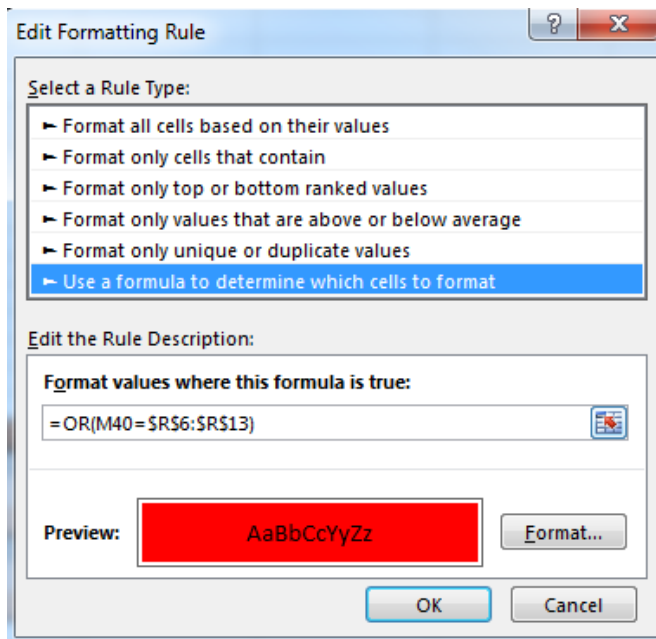 Edit Formatting Rule
Select a Rule Type:
► Format all cells based on their values
► Format only cells that contain
► Format only top or bottom ranked values
► Format only values that are above or below average
► Format only unique or duplicate values
► Use a formula to determine which cells to format
Edit the Rule Description:
Format values where this formula is true:
=OR(M40=$R$6:$R$13)
Preview: AaBbCcYyZz Format...
OK Cancel